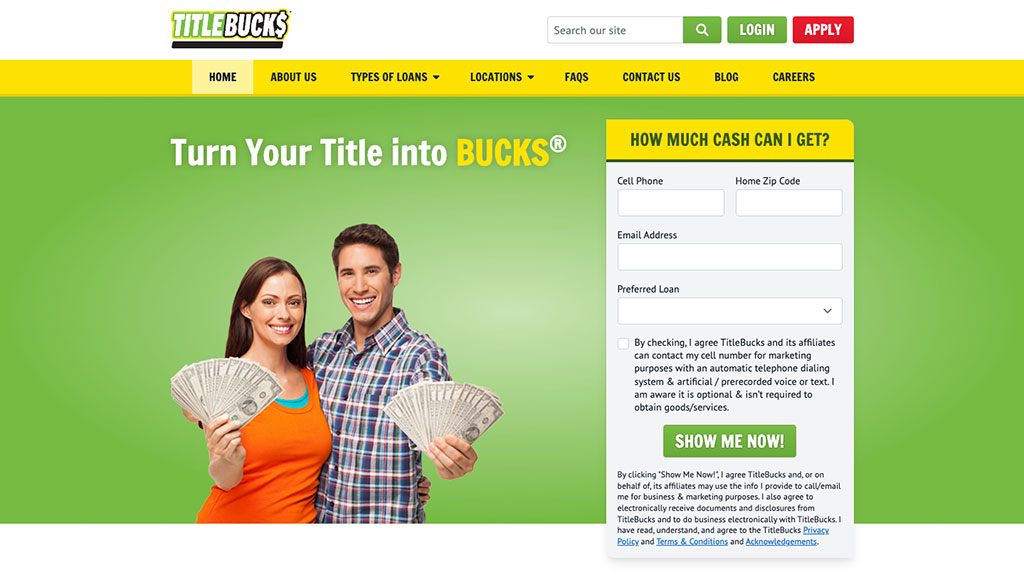 TITLEBUCK$
Search our site
LOGIN
APPLY
HOME
ABOUT US
TYPES OF LOANS
LOCATIONS
FAQS
CONTACT US
BLOG
CAREERS
Turn Your Title into BUCKS®
HOW MUCH CASH CAN I GET?
Cell Phone
Home Zip Code
Email Address
Preferred Loan
By checking, I agree TitleBucks and its affiliates
can contact my cell number for marketing
purposes with an automatic telephone dialing
system & artificial / prerecorded voice or text. I
am aware it is optional & isn't required to
obtain goods/services.
SHOW ME NOW!
By clicking "Show Me Now!", I agree TitleBucks and, or on
behalf of, its affiliates may use the info I provide to call/email
me for business & marketing purposes. I also agree to
electronically receive documents and disclosures from
TitleBucks and to do business electronically with TitleBucks. I
have read, understand, and agree to the TitleBucks Privacy
Policy and Terms & Conditions and Acknowledgements.